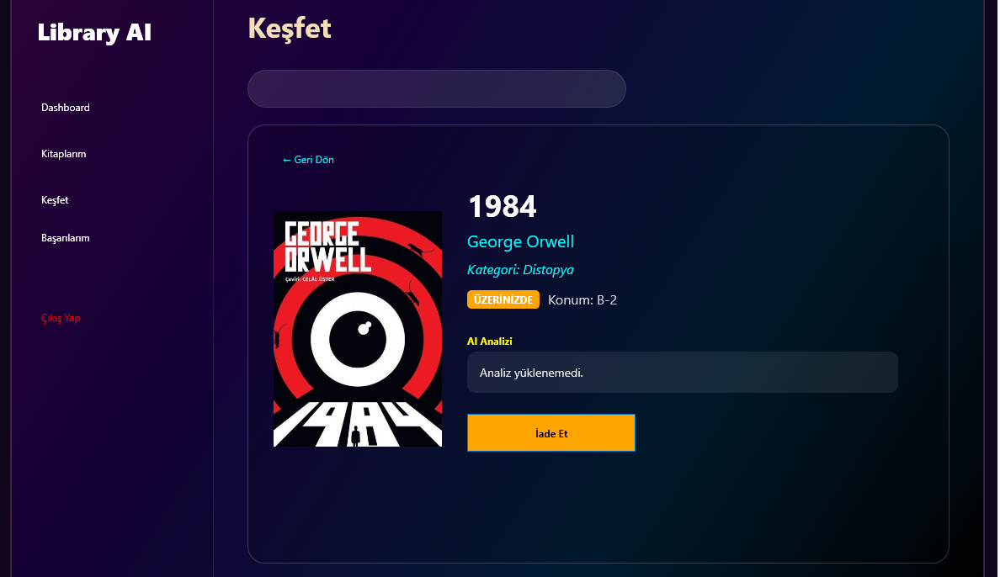 Library AI
Dashboard
Kitaplarım
Keşfet
Başarılarım
Çıkış Yap
Keşfet
← Geri Dön
GEORGE
ORWELL
Çeviri: CELÂL ÜSTER
1984
1984
George Orwell
Kategori: Distopya
ÜZERİNİZDE Konum: B-2
AI Analizi
Analiz yüklenemedi.
İade Et